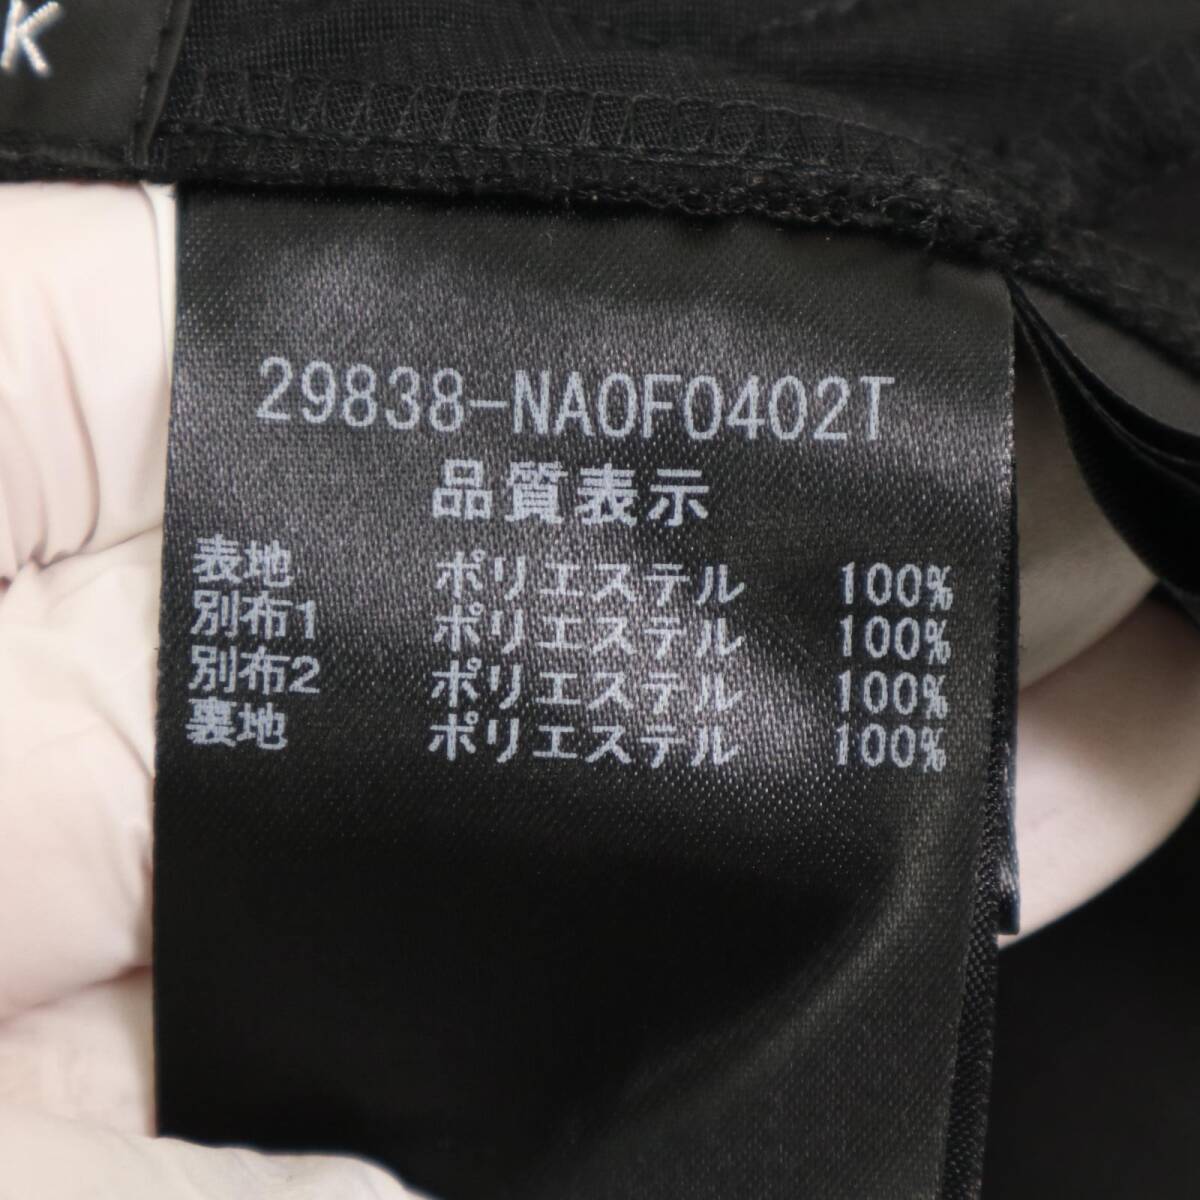 K
29838-NA0F0402T
品質表示
表地 ポリエステル 100%
別布1 ポリエステル 100%
別布2 ポリエステル 100%
裏地 ポリエステル 100%